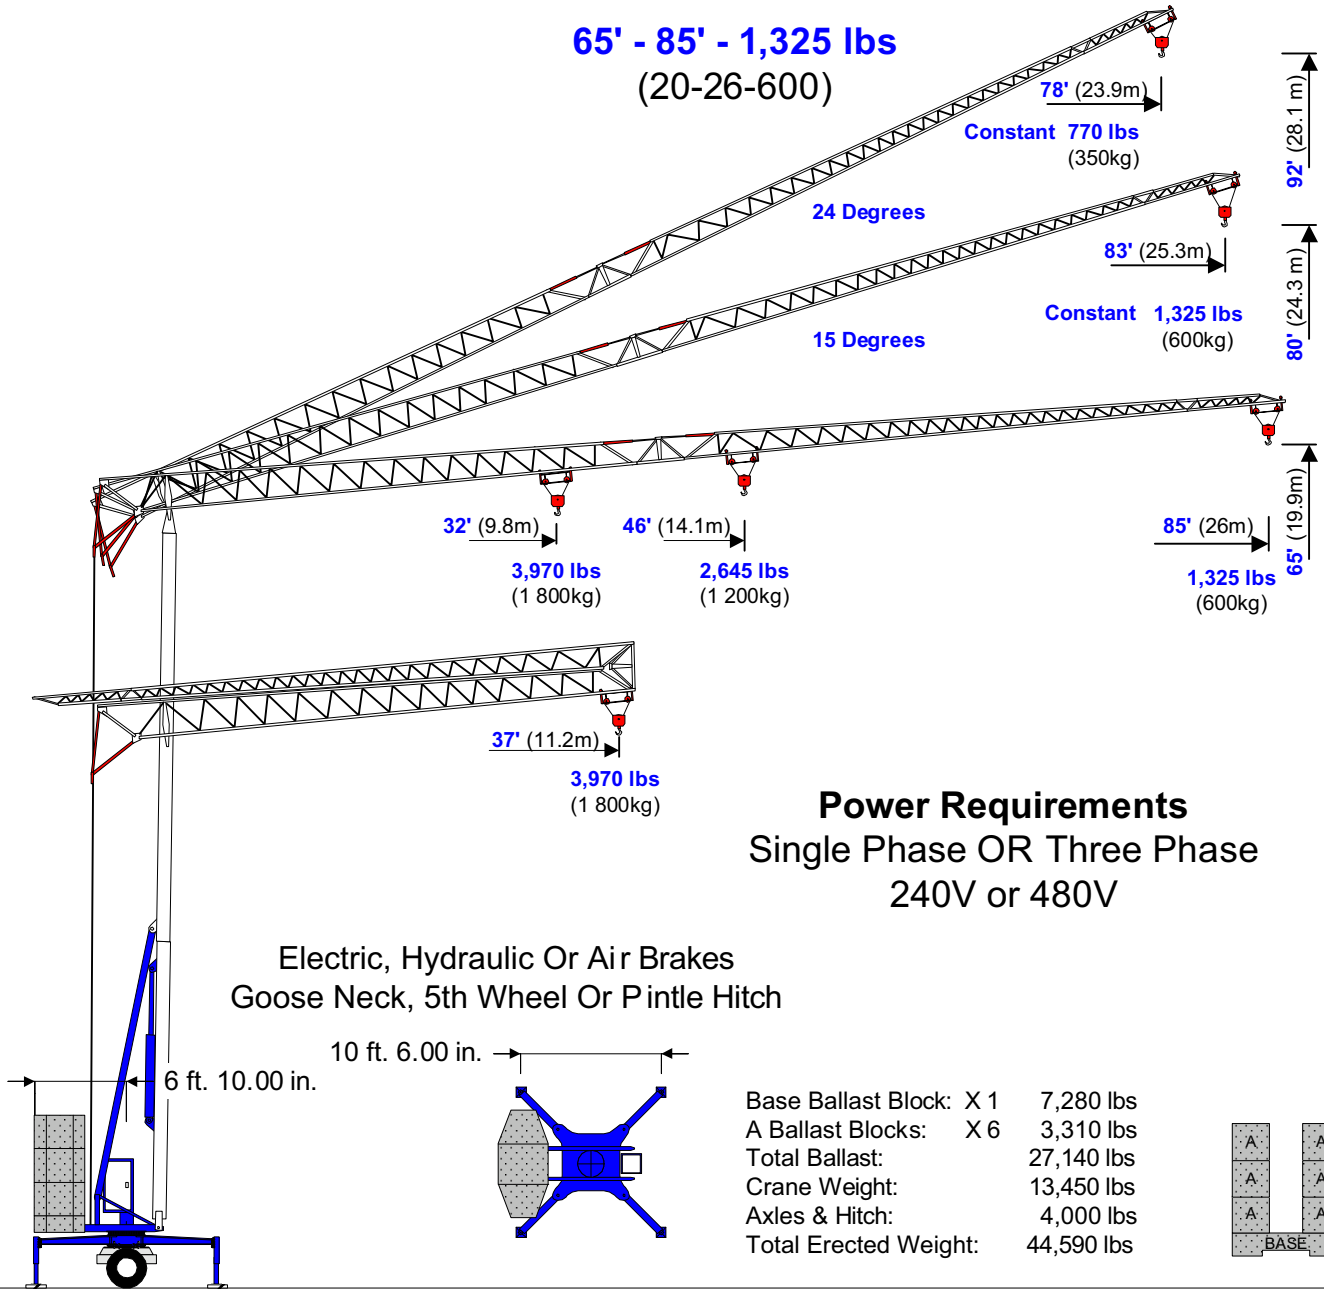 65' - 85' - 1,325 lbs
(20-26-600)
78' (23.9m)
Constant 770 lbs
(350kg)
92' (28.1 m)
24 Degrees
83' (25.3m)
Constant 1,325 lbs
(600kg)
80' (24.3 m)
15 Degrees
32' (9.8m)
3,970 lbs
(1 800kg)
46' (14.1m)
2,645 lbs
(1 200kg)
85' (26m)
1,325 lbs
(600kg)
65' (19.9m)
37' (11.2m)
3,970 lbs
(1 800kg)
Power Requirements
Single Phase OR Three Phase
240V or 480V
Electric, Hydraulic Or Air Brakes
Goose Neck, 5th Wheel Or Pintle Hitch
6 ft. 10.00 in.
10 ft. 6.00 in.
Base Ballast Block: X 1 7,280 lbs
A Ballast Blocks: X 6 3,310 lbs
Total Ballast: 27,140 lbs
Crane Weight: 13,450 lbs
Axles & Hitch: 4,000 lbs
Total Erected Weight: 44,590 lbs
A A
A A
A A
BASE